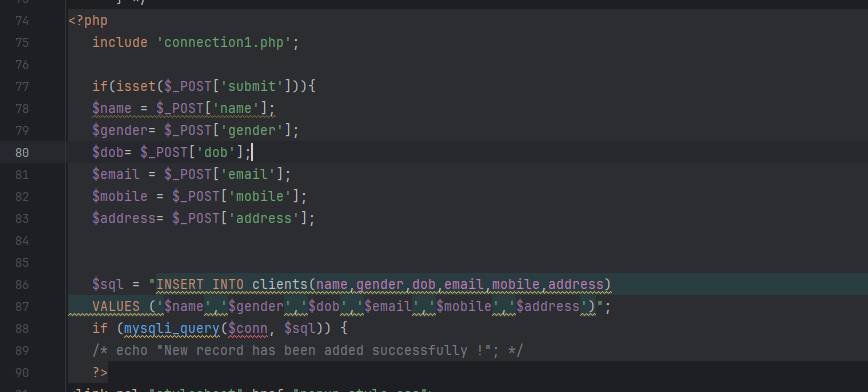 74 <?php
75 include 'connection1.php';
76
77 if(isset($_POST['submit'])){
78 $name = $_POST['name'];
79 $gender= $_POST['gender'];
80 $dob= $_POST['dob'];
81 $email = $_POST['email'];
82 $mobile = $_POST['mobile'];
83 $address= $_POST['address'];
84
85
86 $sql = "INSERT INTO clients(name,gender,dob,email,mobile,address)
87 VALUES ('$name','$gender','$dob','$email','$mobile','$address')";
88 if (mysqli_query($conn, $sql)) {
89 /* echo "New record has been added successfully !"; */
90 ?>